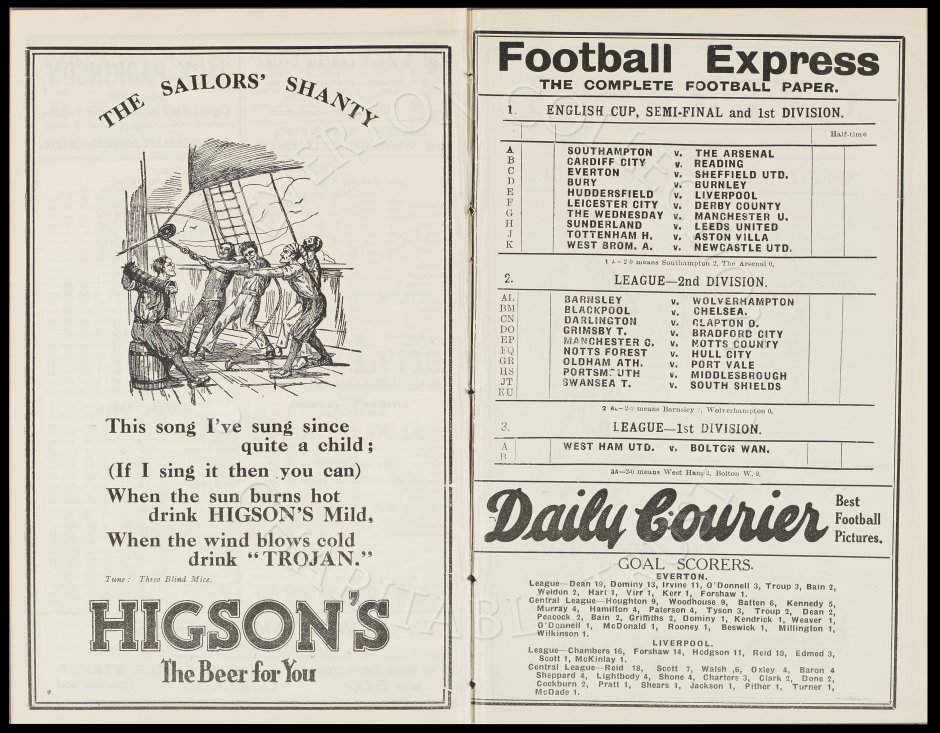 THE SAILORS' SHANTY
This song I've sung since
quite a child;
(If I sing it then you can)
When the sun burns hot
drink HIGSON'S Mild,
When the wind blows cold
drink "TROJAN."
Tune: Three Blind Mice.
HIGSON'S
The Beer for You
Football Express
THE COMPLETE FOOTBALL PAPER.
1. ENGLISH CUP, SEMI-FINAL and 1st DIVISION.
Half-time
A SOUTHAMPTON v. THE ARSENAL
B CARDIFF CITY v. READING
C EVERTON v. SHEFFIELD UTD.
D BURY v. BURNLEY
E HUDDERSFIELD v. LIVERPOOL
F LEICESTER CITY v. DERBY COUNTY
G THE WEDNESDAY v. MANCHESTER U.
H SUNDERLAND v. LEEDS UNITED
J TOTTENHAM H. v. ASTON VILLA
K WEST BROM. A. v. NEWCASTLE UTD.
1 A-2-0 means Southampton 2, The Arsenal 0,
2. LEAGUE—2nd DIVISION.
AL BARNSLEY v. WOLVERHAMPTON
BM BLACKPOOL v. CHELSEA.
CN DARLINGTON v. CLAPTON O.
DO GRIMSBY T. v. BRADFORD CITY
EP MANCHESTER C. v. NOTTS COUNTY
FQ NOTTS FOREST v. HULL CITY
GR OLDHAM ATH. v. PORT VALE
HS PORTSMOUTH v. MIDDLESBROUGH
JT SWANSEA T. v. SOUTH SHIELDS
KU
2 AL-2-0 means Barnsley 2, Wolverhampton 0,
3. LEAGUE—1st DIVISION.
A WEST HAM UTD. v. BOLTON WAN.
B
3A—2-0 means West Ham 2, Bolton W. 0,
Daily Courier
Best
Football
Pictures.
GOAL SCORERS.
EVERTON.
League—Dean 19, Dominy 13, Irvine 11, O'Donnell 3, Troup 3, Bain 2,
Weldon 2, Hart 1, Virr 1, Kerr 1, Forshaw 1.
Central League—Houghton 9, Woodhouse 9, Batten 6, Kennedy 5,
Murray 4, Hamilton 4, Paterson 4, Tyson 3, Troup 2, Dean 2,
Peacock 2, Bain 2, Griffiths 2, Dominy 1, Kendrick 1, Weaver 1,
O'Donnell 1, McDonald 1, Rooney 1, Beswick 1, Millington 1,
Wilkinson 1.
LIVERPOOL.
League—Chambers 16, Forshaw 14, Hodgson 11, Reid 10, Edmed 3,
Scott 1, McKinlay 1.
Central League—Reid 18, Scott 7, Walsh ,6, Oxley 4, Baron 4
Sheppard 4, Lightbody 4, Shone 4, Charters 3, Clark 2, Done 2,
Cockburn 2, Pratt 1, Shears 1, Jackson 1, Pither 1, Turner 1,
McDade 1.